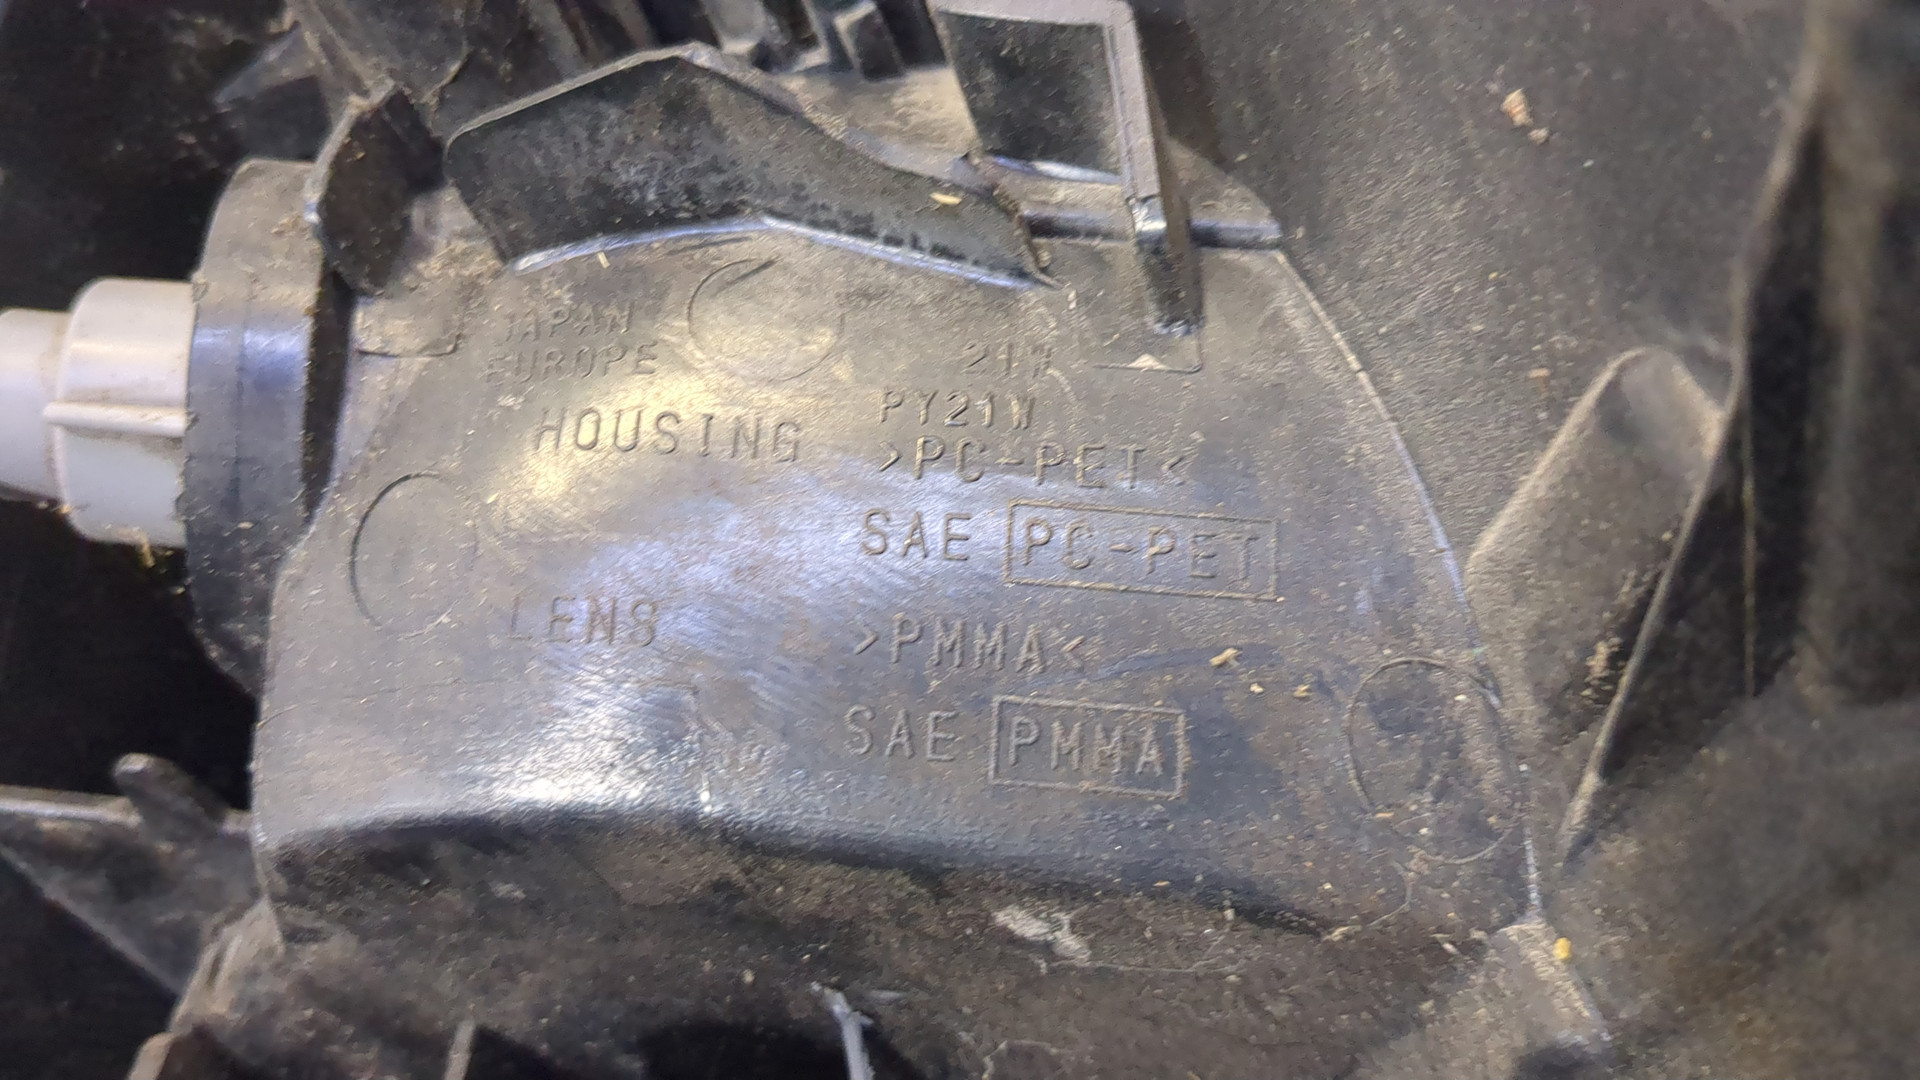 JAPAN 21W
EUROPE PY21W
HOUSING >PC-PET<
SAE PC-PET
LENS >PMMA<
SAE PMMA